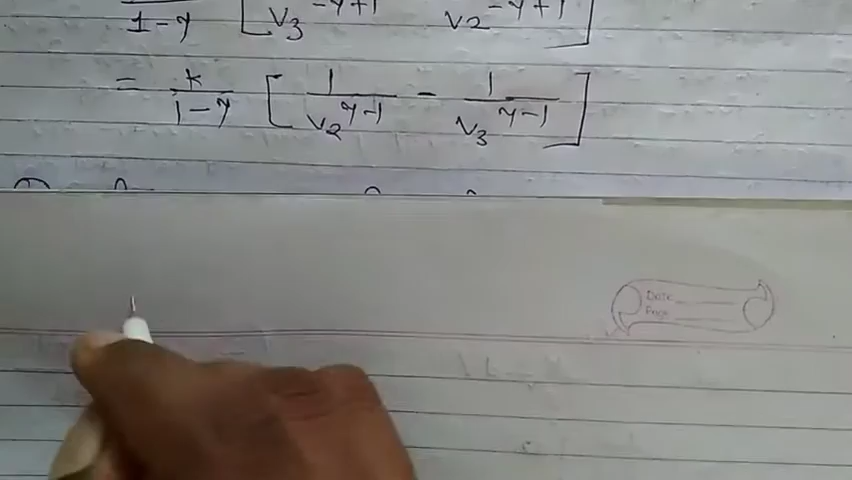 1-γ [ V₃^-γ+1 V₂^-γ+1 ]
= k/1-γ [ 1/V₂^γ-1 - 1/V₃^γ-1 ]
Date
Page